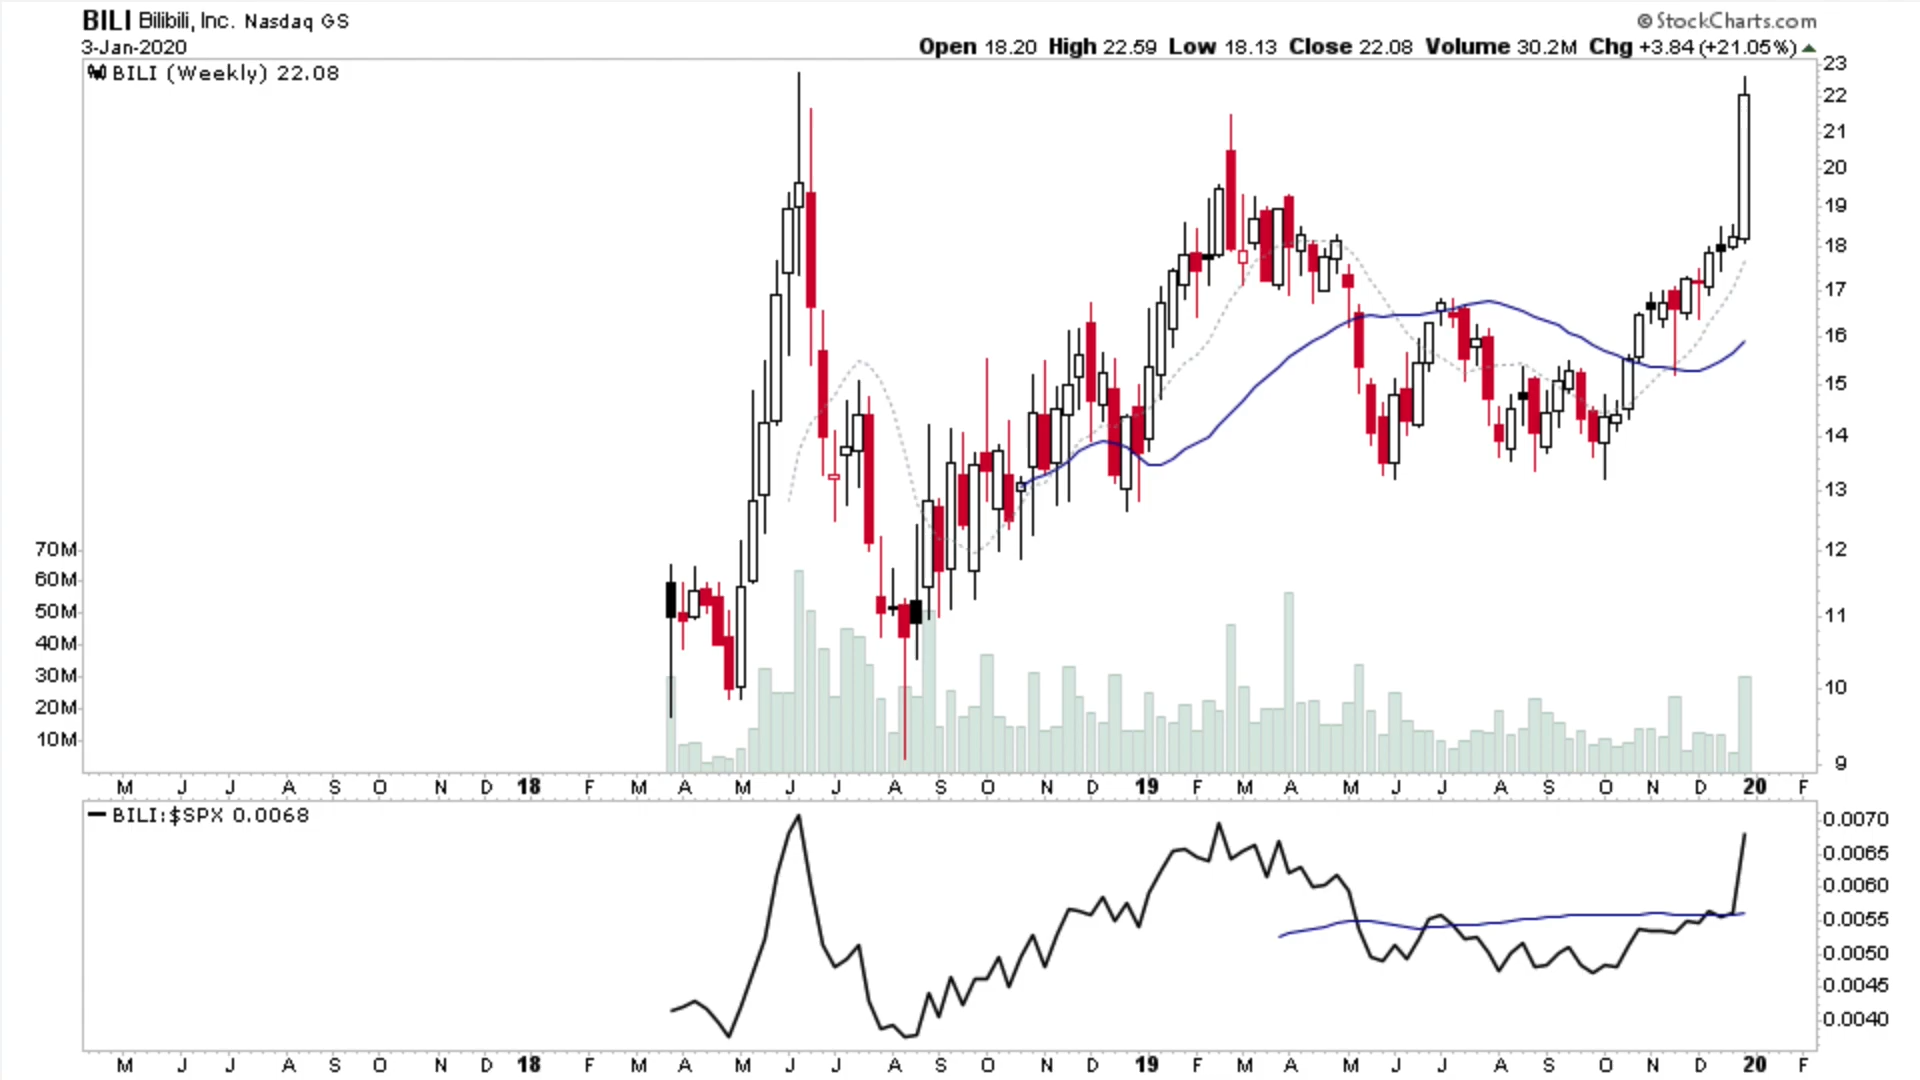 BILI Bilibili, Inc. Nasdaq GS
© StockCharts.com
3-Jan-2020
Open 18.20 High 22.59 Low 18.13 Close 22.08 Volume 30.2M Chg +3.84 (+21.05%)
BILI (Weekly) 22.08
23
22
21
20
19
18
17
16
15
14
13
12
11
10
9
70M
60M
50M
40M
30M
20M
10M
M J J A S O N D 18 F M A M J J A S O N D 19 F M A M J J A S O N D 20 F
BILI:$SPX 0.0068
0.0070
0.0065
0.0060
0.0055
0.0050
0.0045
0.0040
M J J A S O N D 18 F M A M J J A S O N D 19 F M A M J J A S O N D 20 F